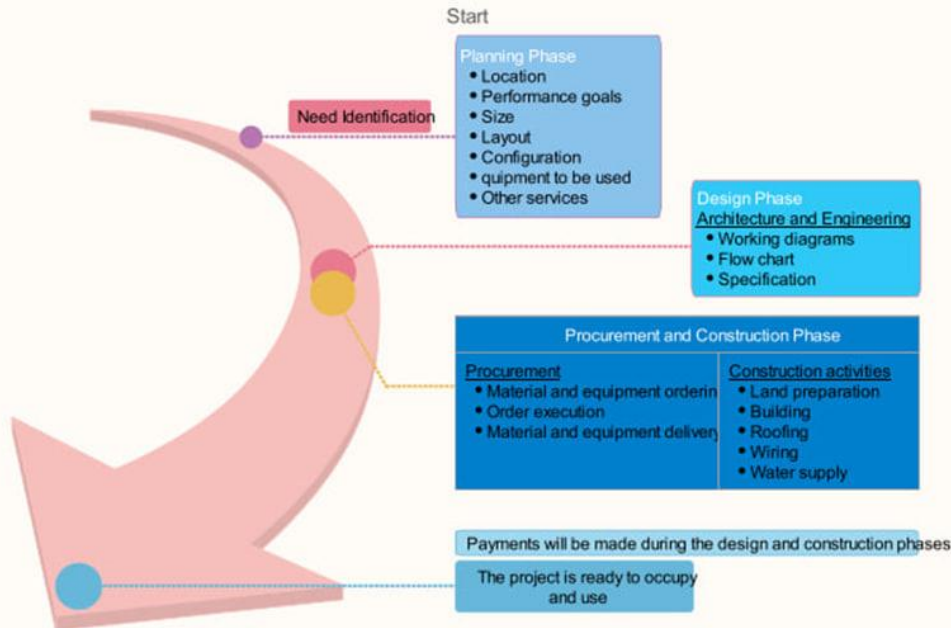 Start
Planning Phase
• Location
• Performance goals
• Size
• Layout
• Configuration
• quipment to be used
• Other services
Need Identification
Design Phase
Architecture and Engineering
• Working diagrams
• Flow chart
• Specification
Procurement and Construction Phase
Procurement
• Material and equipment orderin
• Order execution
• Material and equipment delivery
Construction activities
• Land preparation
• Building
• Roofing
• Wiring
• Water supply
Payments will be made during the design and construction phases
The project is ready to occupy
and use